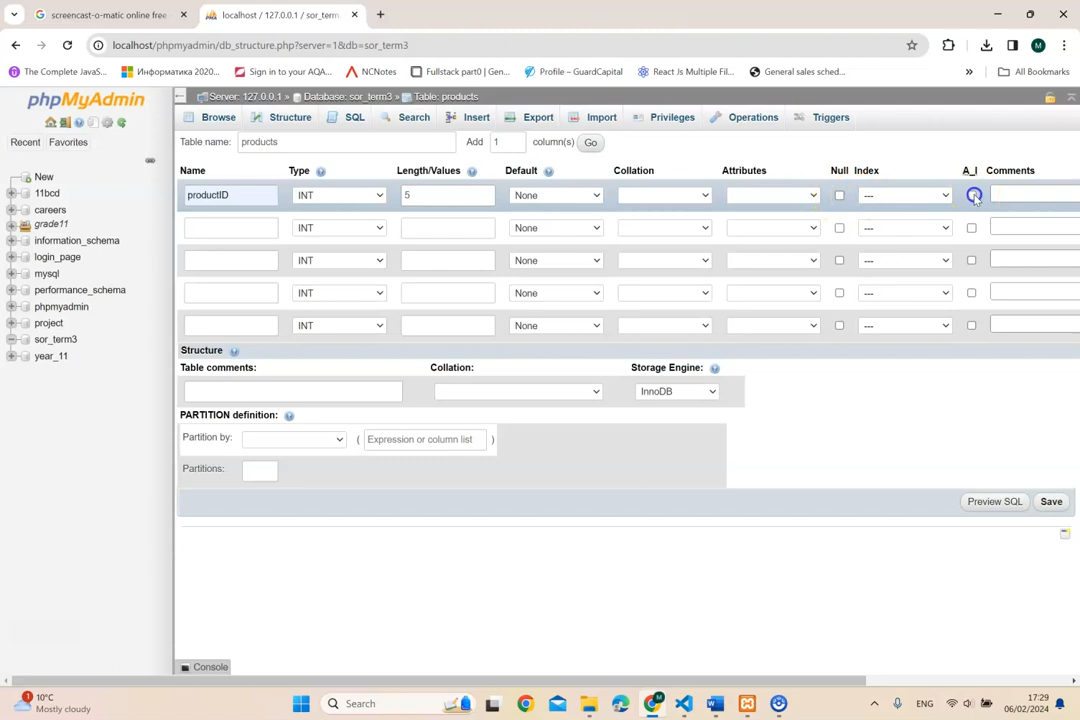 screencast-o-matic online free
localhost / 127.0.0.1 / sor_term
localhost/phpmyadmin/db_structure.php?server=1&db=sor_term3
M
The Complete JavaS...
Информатика 2020...
Sign in to your AQA...
NCNotes
Fullstack part0 | Gen...
Profile – GuardCapital
React Js Multiple Fil...
General sales sched...
»
All Bookmarks
phpMyAdmin
Recent
Favorites
New
11bcd
careers
grade11
information_schema
login_page
mysql
performance_schema
phpmyadmin
project
sor_term3
year_11
Server: 127.0.0.1 » Database: sor_term3 » Table: products
Browse
Structure
SQL
Search
Insert
Export
Import
Privileges
Operations
Triggers
Table name: products Add 1 column(s) Go
Name Type Length/Values Default Collation Attributes Null Index A_I Comments
productID INT 5 None ---
INT None ---
INT None ---
INT None ---
INT None ---
Structure
Table comments: Collation: Storage Engine:
InnoDB
PARTITION definition:
Partition by: ( Expression or column list )
Partitions:
Preview SQL Save
Console
1
10°C
Mostly cloudy
Search
M
ENG
17:29
06/02/2024